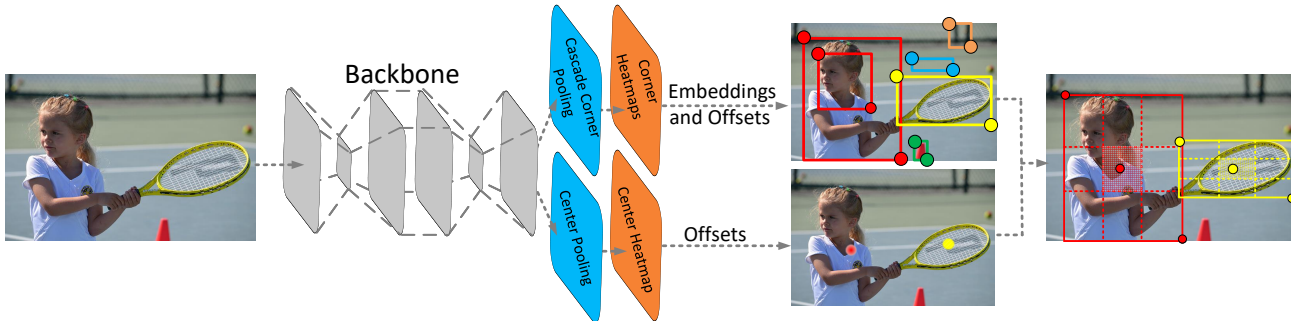 Backbone
Cascade Corner
Pooling
Corner
Heatmaps
Embeddings
and Offsets
Center Pooling
Center Heatmap
Offsets